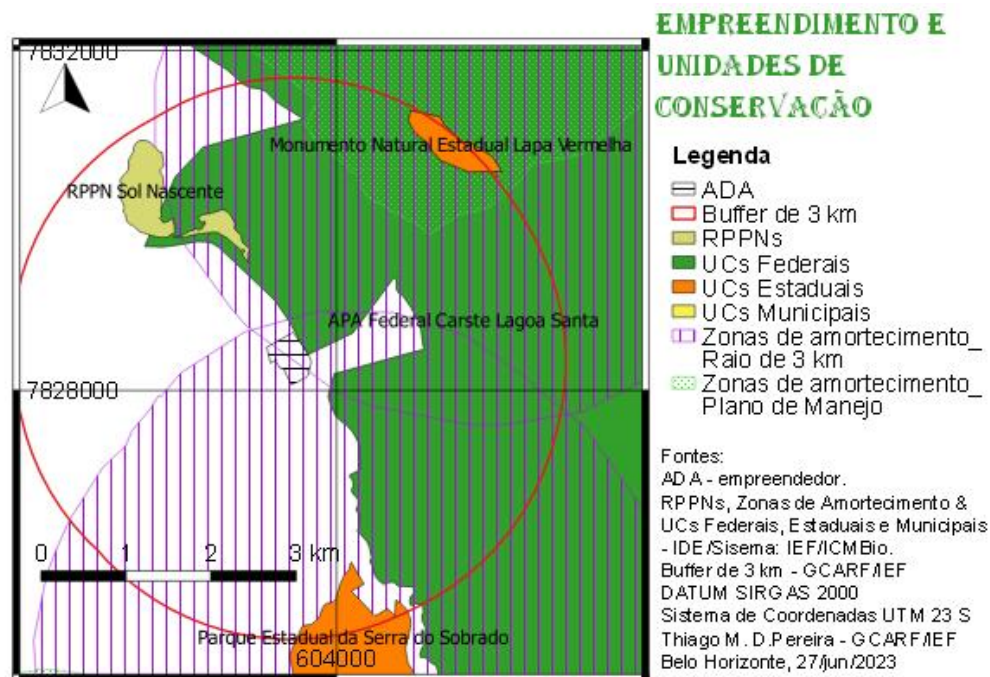 EMPREENDIMENTO E
UNIDADES DE
CONSERVAÇÃO
7832000
Monumento Natural Estadual Lapa Vermelha
RPPN Sol Nascente
APA Federal Carste Lagoa Santa
7828000
0 1 2 3 km
Parque Estadual da Serra do Sobrado
604000
Legenda
ADA
Buffer de 3 km
RPPNs
UCs Federais
UCs Estaduais
UCs Municipais
Zonas de amortecimento_
Raio de 3 km
Zonas de amortecimento_
Plano de Manejo
Fontes:
ADA - empreendedor.
RPPNs, Zonas de Amortecimento &
UCs Federais, Estaduais e Municipais
- IDE/Sisema: IEF/ICMBio.
Buffer de 3 km - GCARF/IEF
DATUM SIRGAS 2000
Sistema de Coordenadas UTM 23 S
Thiago M. D.Pereira - GCARF/IEF
Belo Horizonte, 27/jun/2023